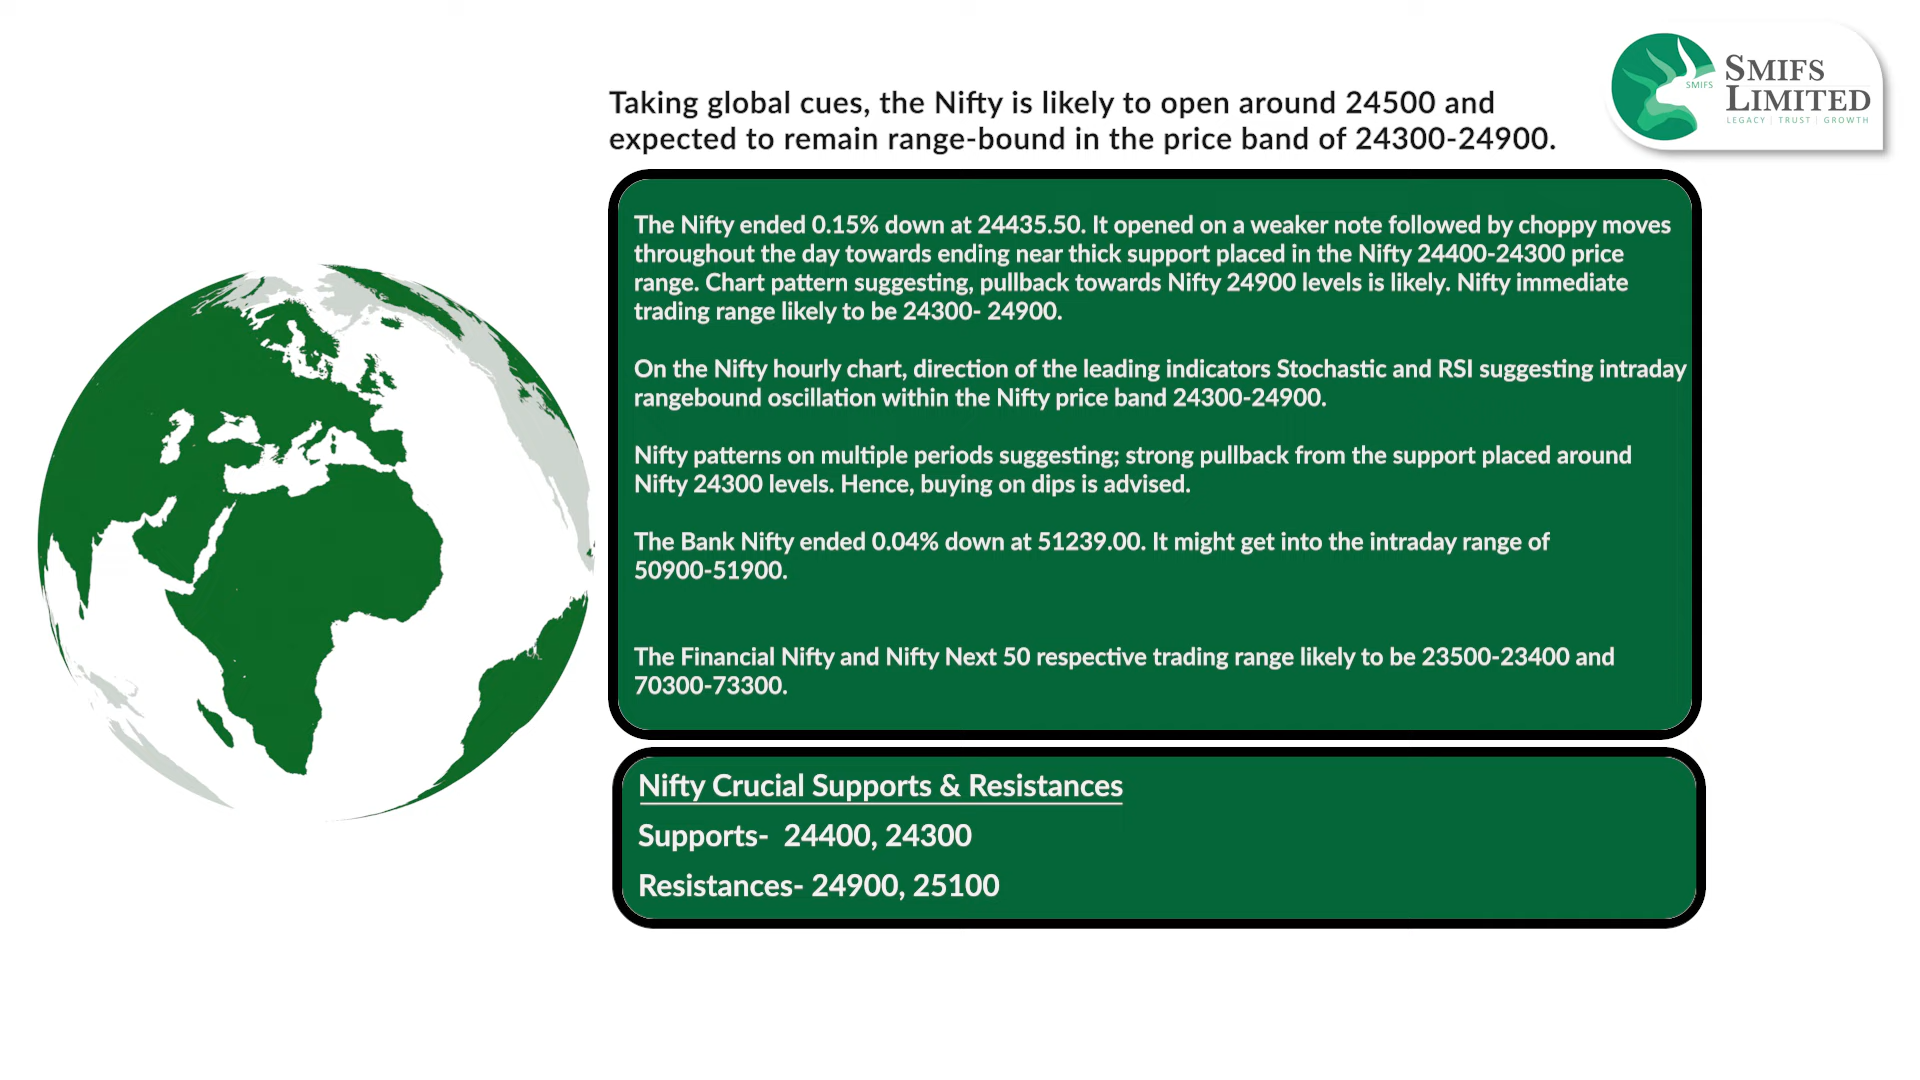 SMIFS
SMIFS
LIMITED
LEGACY | TRUST | GROWTH
Taking global cues, the Nifty is likely to open around 24500 and
expected to remain range-bound in the price band of 24300-24900.
The Nifty ended 0.15% down at 24435.50. It opened on a weaker note followed by choppy moves
throughout the day towards ending near thick support placed in the Nifty 24400-24300 price
range. Chart pattern suggesting, pullback towards Nifty 24900 levels is likely. Nifty immediate
trading range likely to be 24300- 24900.
On the Nifty hourly chart, direction of the leading indicators Stochastic and RSI suggesting intraday
rangebound oscillation within the Nifty price band 24300-24900.
Nifty patterns on multiple periods suggesting; strong pullback from the support placed around
Nifty 24300 levels. Hence, buying on dips is advised.
The Bank Nifty ended 0.04% down at 51239.00. It might get into the intraday range of
50900-51900.
The Financial Nifty and Nifty Next 50 respective trading range likely to be 23500-23400 and
70300-73300.
Nifty Crucial Supports & Resistances
Supports-  24400, 24300
Resistances- 24900, 25100